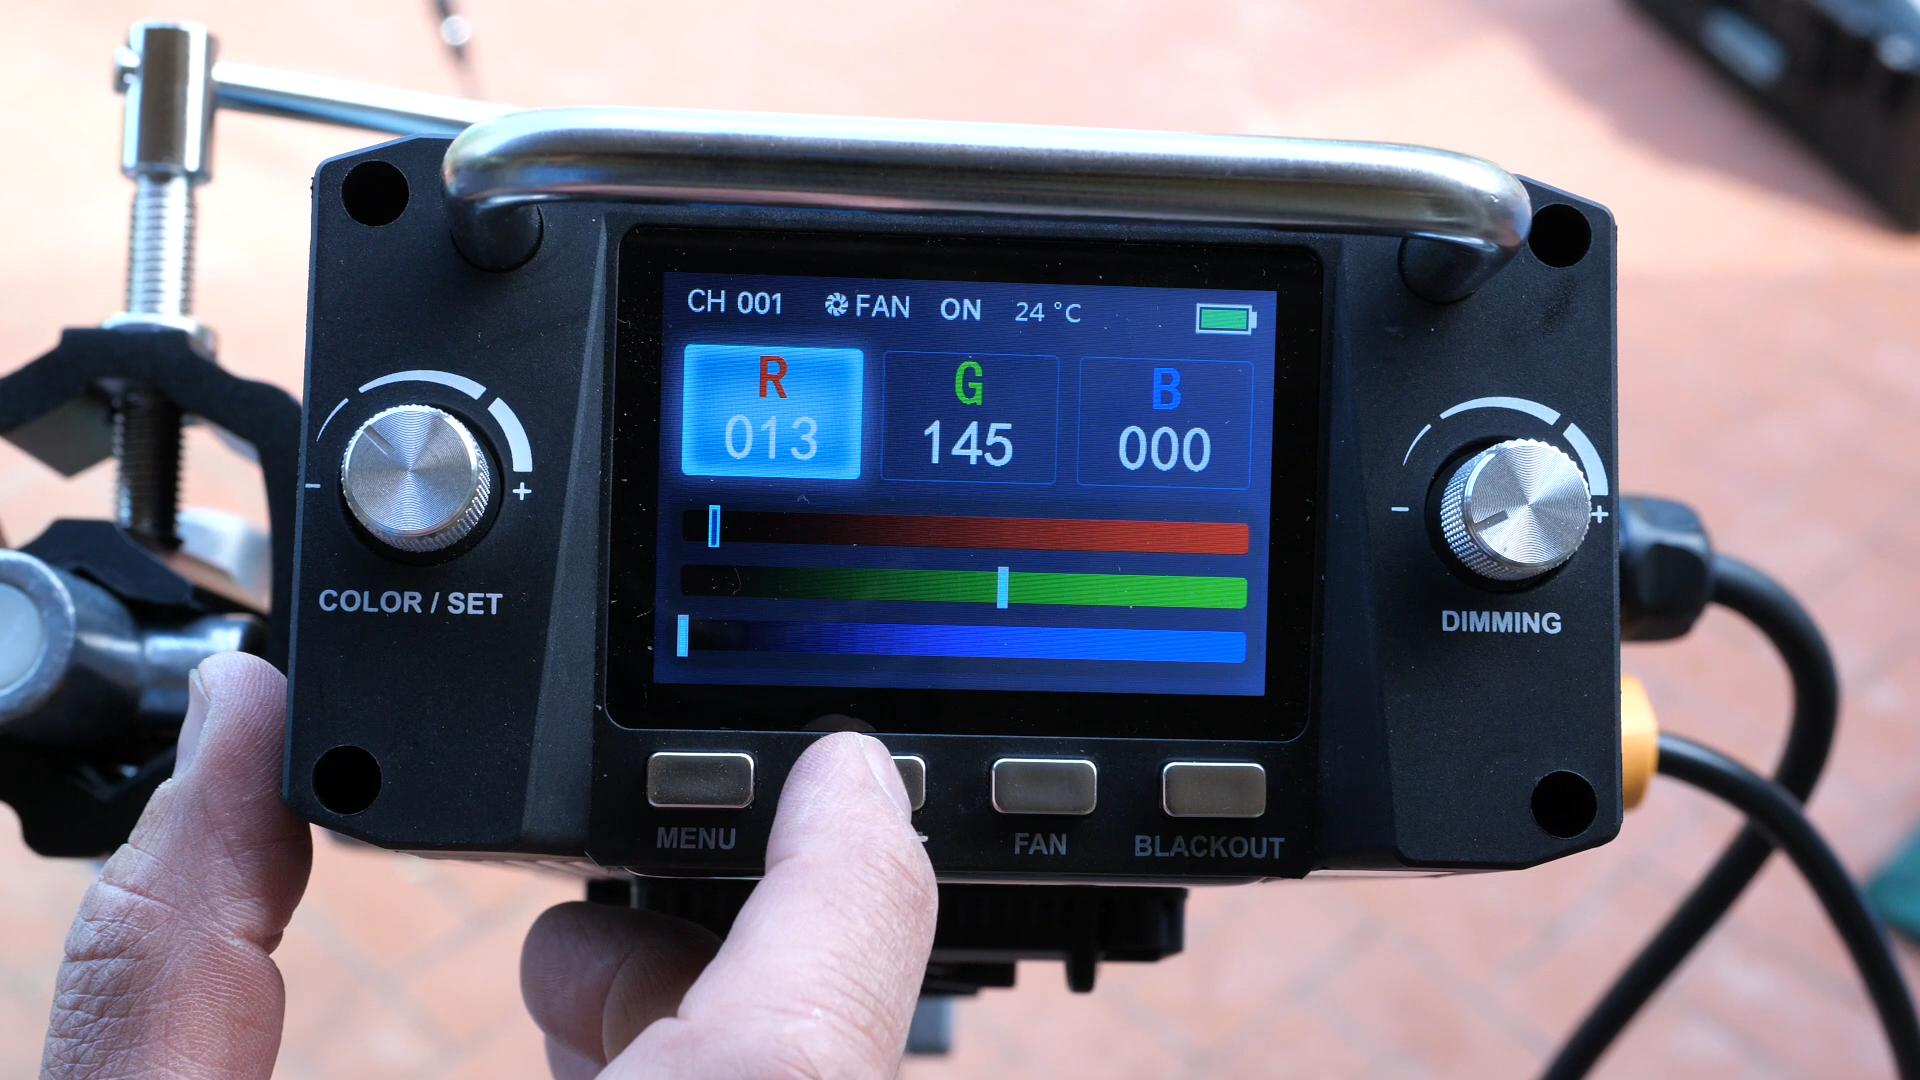 CH 001 FAN ON 24 °C
R G B
013 145 000
- + - +
COLOR / SET
DIMMING
MENU FAN BLACKOUT